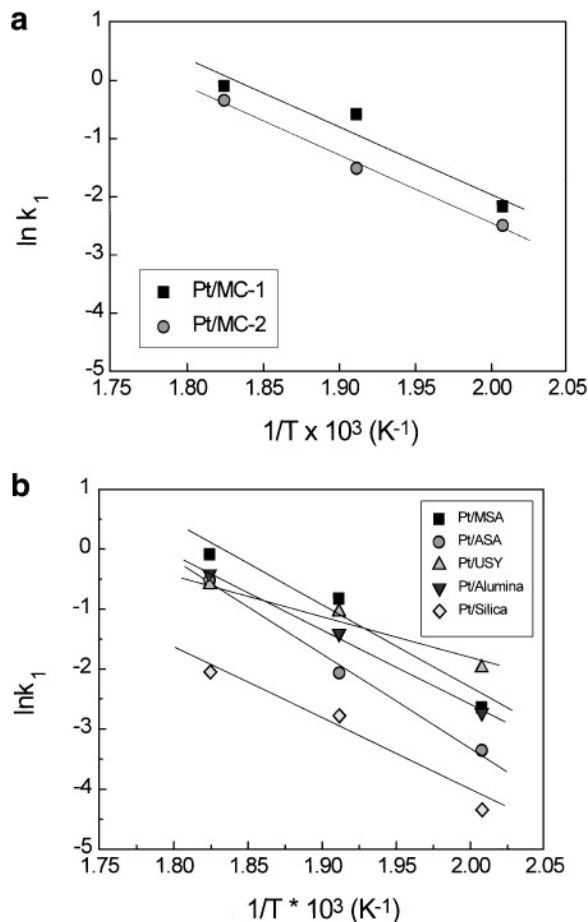 a
1
0
-1
-2
-3
-4
-5
ln k₁
Pt/MC-1
Pt/MC-2
1.75 1.80 1.85 1.90 1.95 2.00 2.05
1/T x 10³ (K⁻¹)
b
1
0
-1
-2
-3
-4
-5
lnk₁
Pt/MSA
Pt/ASA
Pt/USY
Pt/Alumina
Pt/Silica
1.75 1.80 1.85 1.90 1.95 2.00 2.05
1/T * 10³ (K⁻¹)